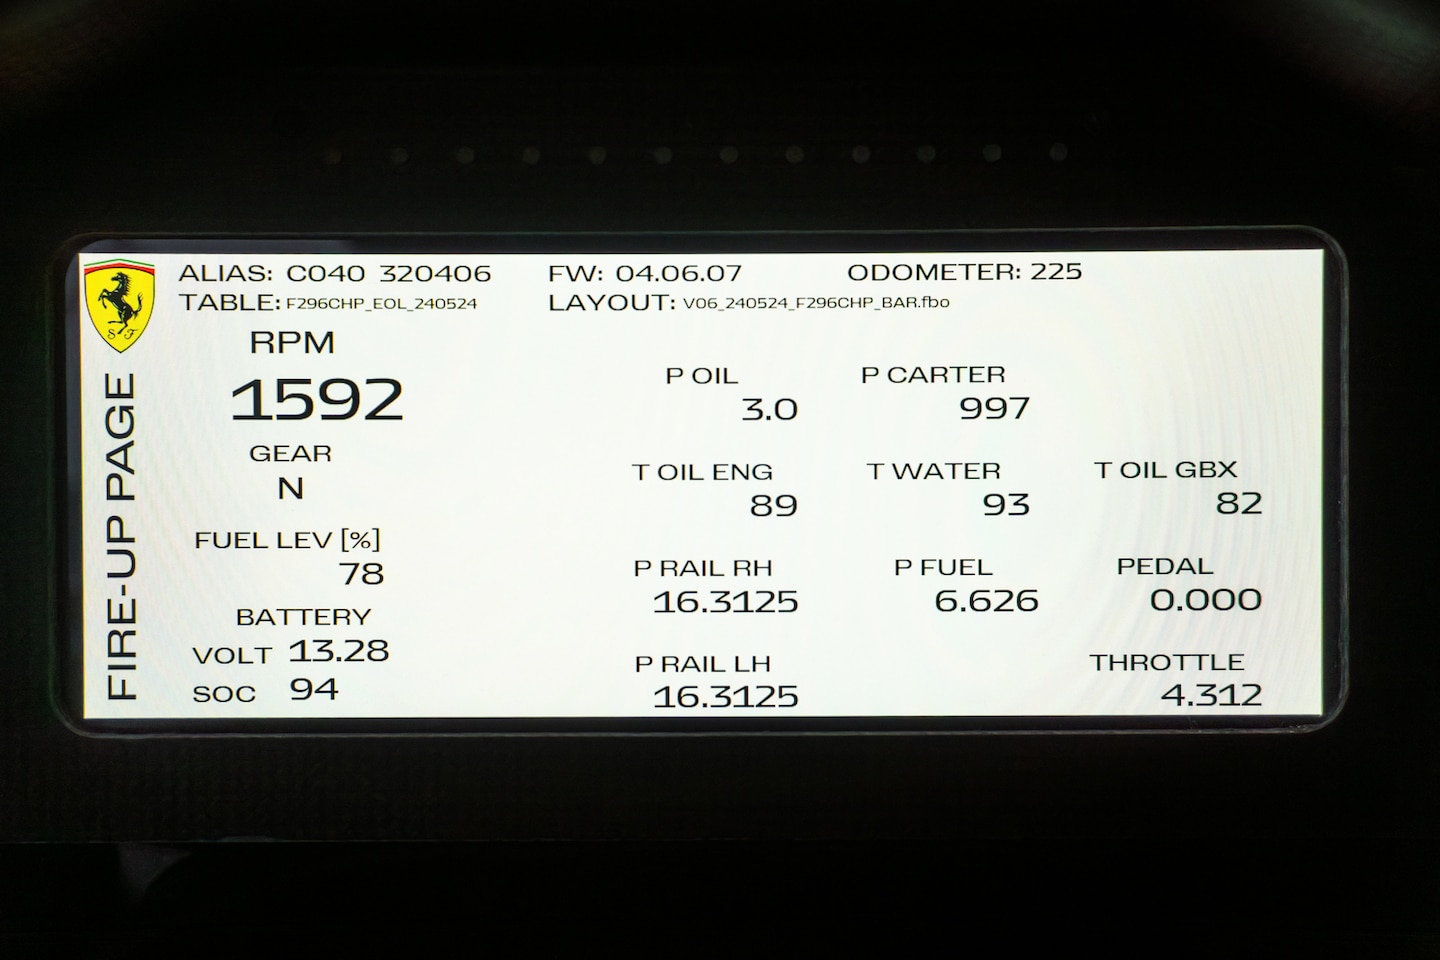 ALIAS: C040 320406 FW: 04.06.07 ODOMETER: 225
TABLE: F296CHP_EOL_240524 LAYOUT: V06_240524_F296CHP_BAR.fbo
S F
FIRE-UP PAGE
RPM
1592
GEAR
N
FUEL LEV [%]
78
BATTERY
VOLT 13.28
SOC 94
P OIL P CARTER
3.0 997
T OIL ENG T WATER T OIL GBX
89 93 82
P RAIL RH P FUEL PEDAL
16.3125 6.626 0.000
P RAIL LH THROTTLE
16.3125 4.312